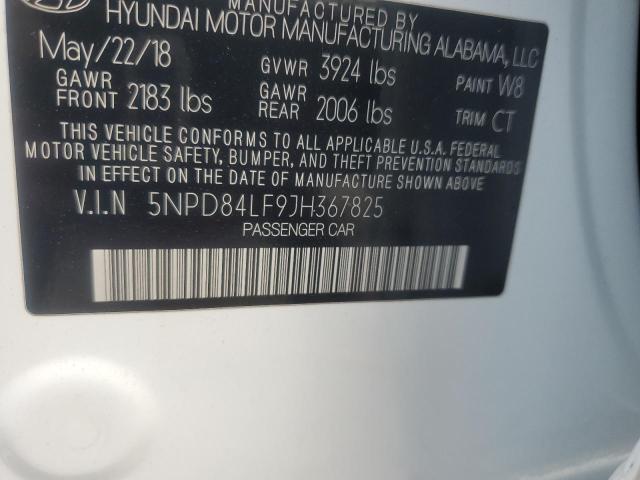 MANUFACTURED BY
HYUNDAI MOTOR MANUFACTURING ALABAMA, LLC
May/22/18 GVWR 3924 lbs PAINT W8
GAWR FRONT 2183 lbs GAWR REAR 2006 lbs TRIM CT
THIS VEHICLE CONFORMS TO ALL APPLICABLE U.S.A. FEDERAL
MOTOR VEHICLE SAFETY, BUMPER, AND THEFT PREVENTION STANDARDS
IN EFFECT ON THE DATE OF MANUFACTURE SHOWN ABOVE.
V.I.N 5NPD84LF9JH367825
PASSENGER CAR